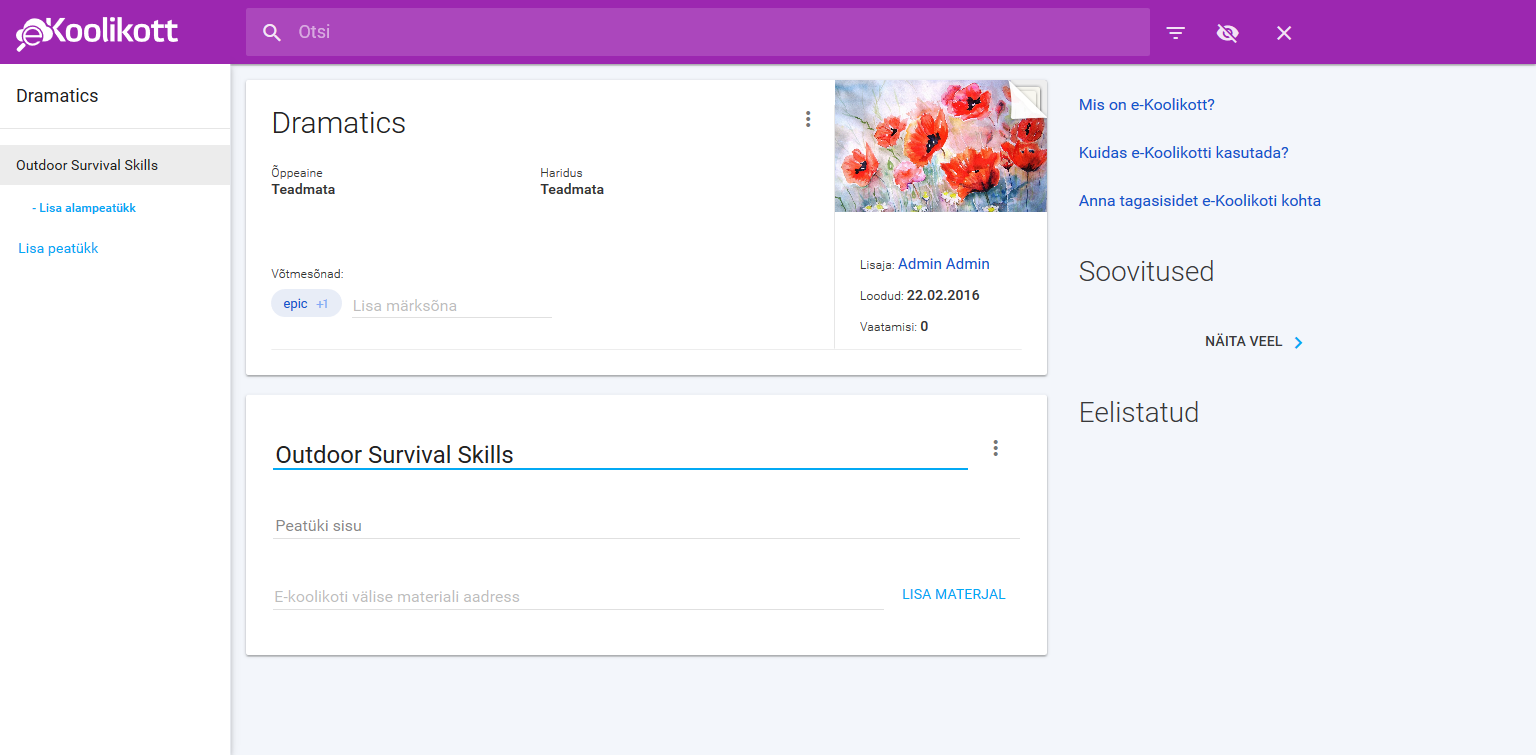 eKoolikott
Otsi
Dramatics
Outdoor Survival Skills
- Lisa alampeatükk
Lisa peatükk
Dramatics
Õppeaine
Teadmata
Haridus
Teadmata
Võtmesõnad:
epic +1
Lisa märksõna
Lisaja: Admin Admin
Loodud: 22.02.2016
Vaatamisi: 0
Outdoor Survival Skills
Peatüki sisu
E-koolikoti välise materiali aadress
LISA MATERJAL
Mis on e-Koolikott?
Kuidas e-Koolikotti kasutada?
Anna tagasisidet e-Koolikoti kohta
Soovitused
NÄITA VEEL
Eelistatud